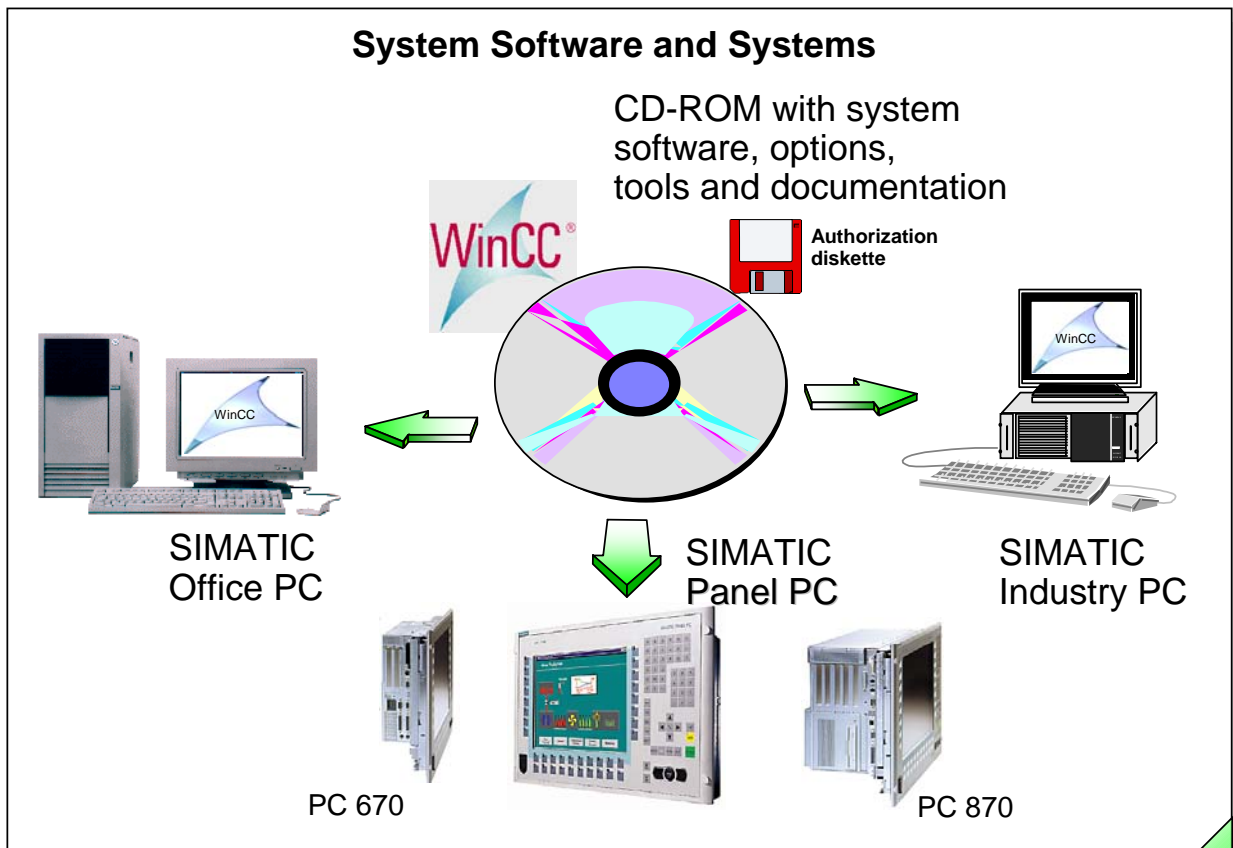 System Software and Systems
CD-ROM with system
software, options,
tools and documentation
WinCC®
Authorization
diskette
WinCC
WinCC
SIMATIC
Office PC
SIMATIC
Panel PC
SIMATIC
Industry PC
PC 670
PC 870